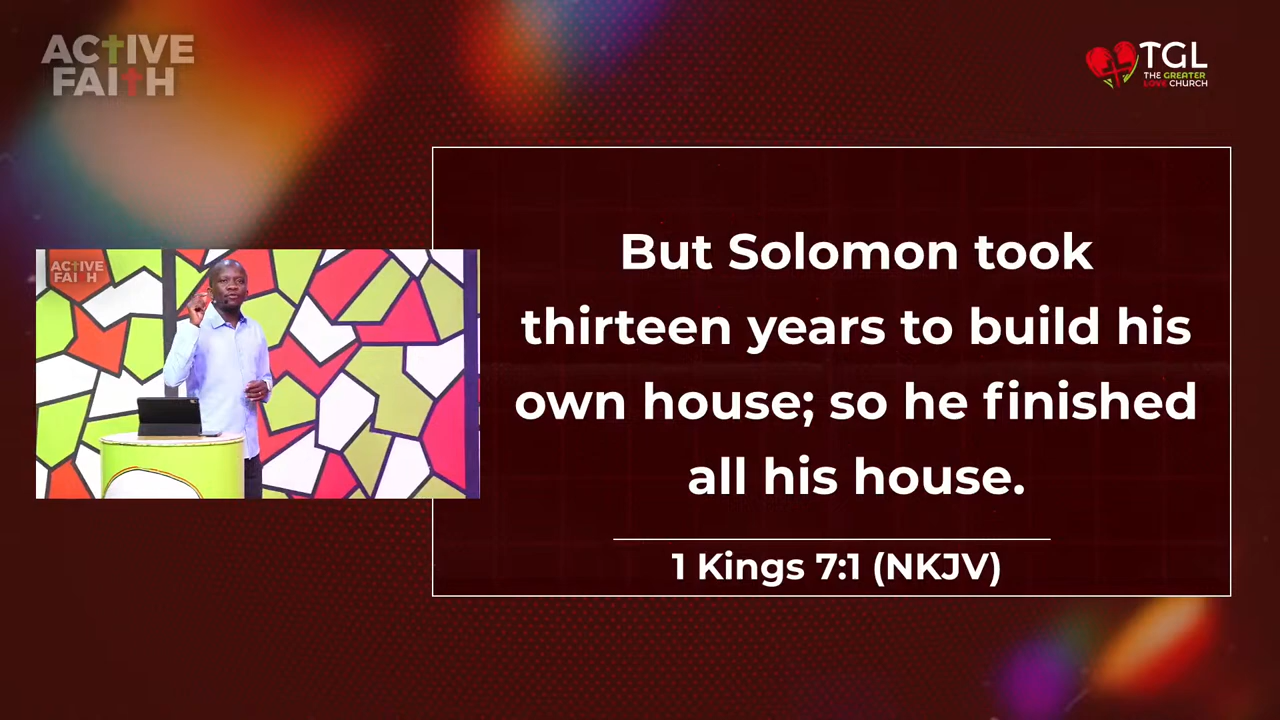 ACTIVE
FAITH
TGL
THE GREATER
LOVE CHURCH
ACTIVE
FAITH
But Solomon took
thirteen years to build his
own house; so he finished
all his house.
1 Kings 7:1 (NKJV)